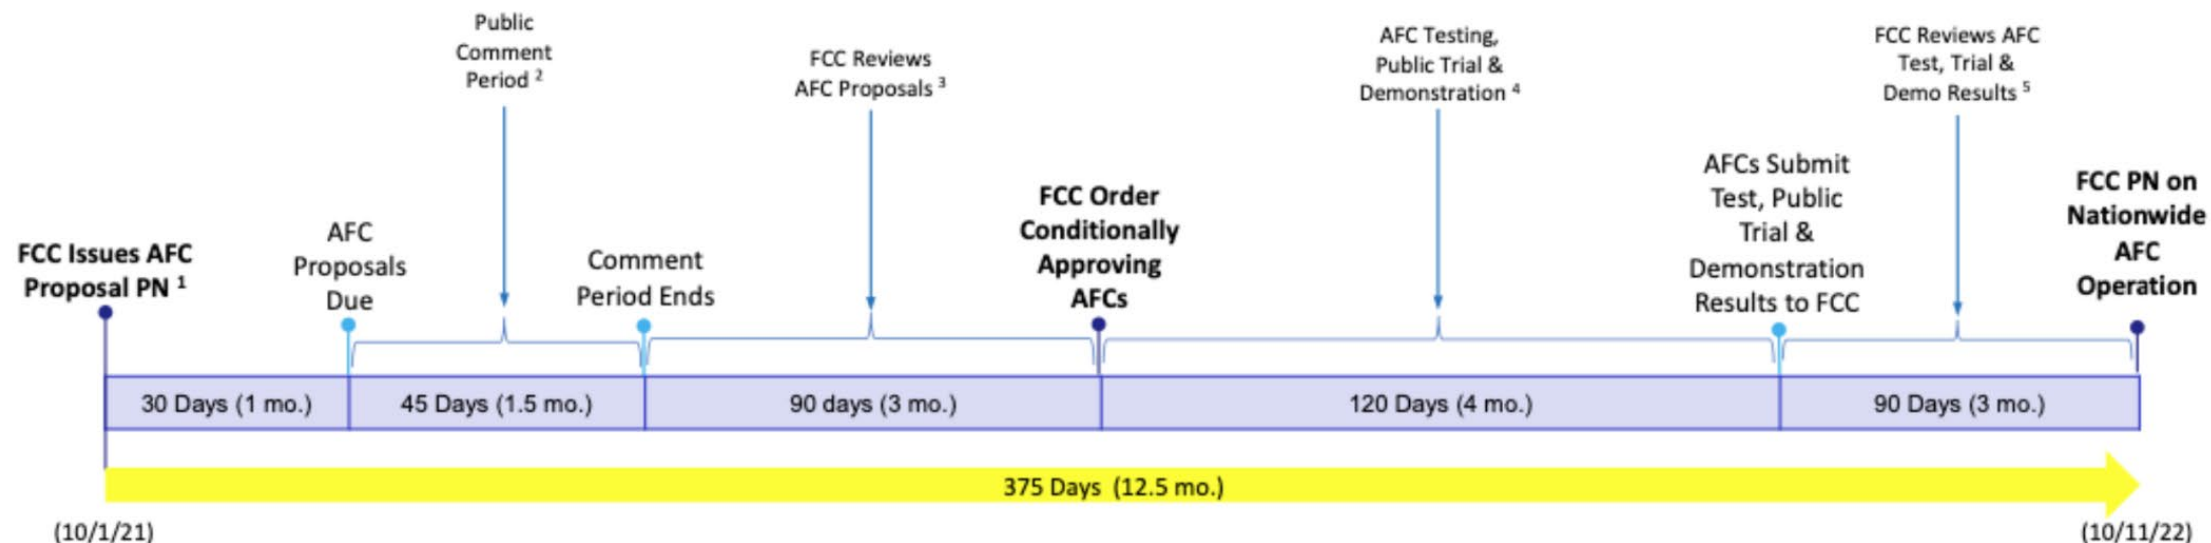 Public
Comment
Period ²
FCC Reviews
AFC Proposals ³
AFC Testing,
Public Trial &
Demonstration ⁴
FCC Reviews AFC
Test, Trial &
Demo Results ⁵
FCC Issues AFC
Proposal PN ¹
AFC
Proposals
Due
Comment
Period Ends
FCC Order
Conditionally
Approving
AFCs
AFCs Submit
Test, Public
Trial &
Demonstration
Results to FCC
FCC PN on
Nationwide
AFC
Operation
30 Days (1 mo.)
45 Days (1.5 mo.)
90 days (3 mo.)
120 Days (4 mo.)
90 Days (3 mo.)
375 Days (12.5 mo.)
(10/1/21)
(10/11/22)